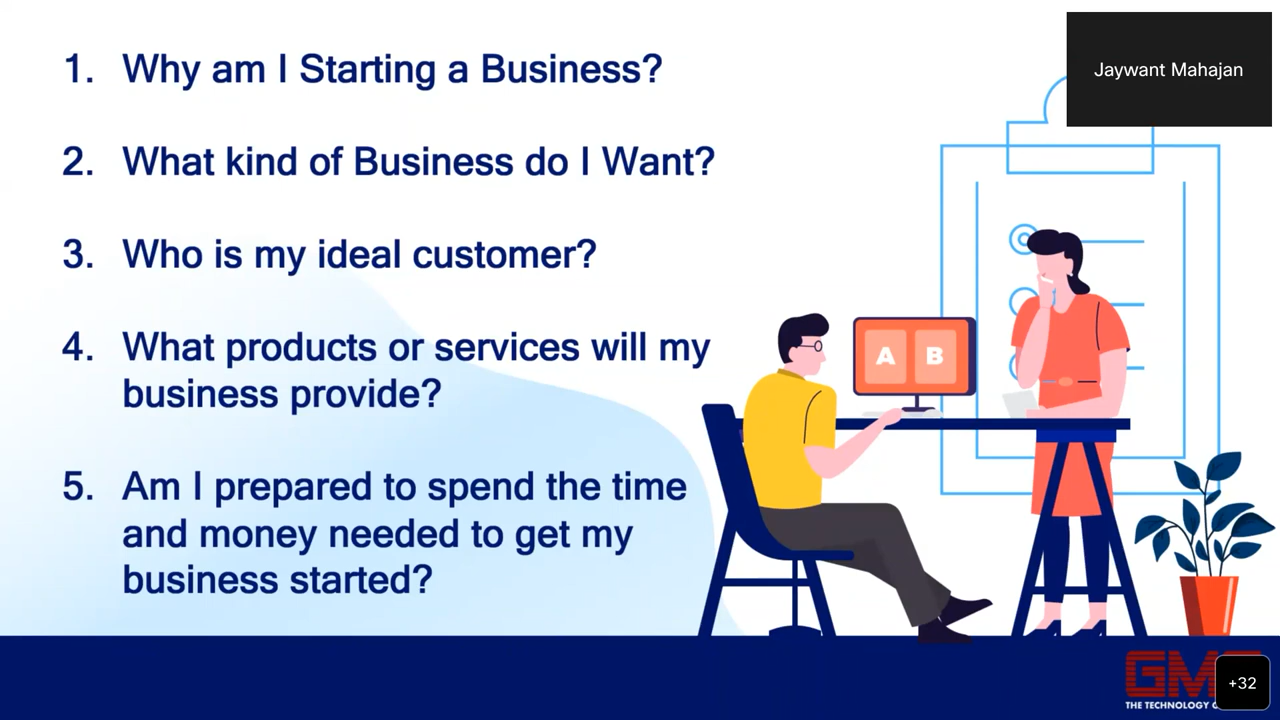 1. Why am I Starting a Business?
2. What kind of Business do I Want?
3. Who is my ideal customer?
4. What products or services will my
business provide?
5. Am I prepared to spend the time
and money needed to get my
business started?
Jaywant Mahajan
A B
+32
THE TECHNOLOGY